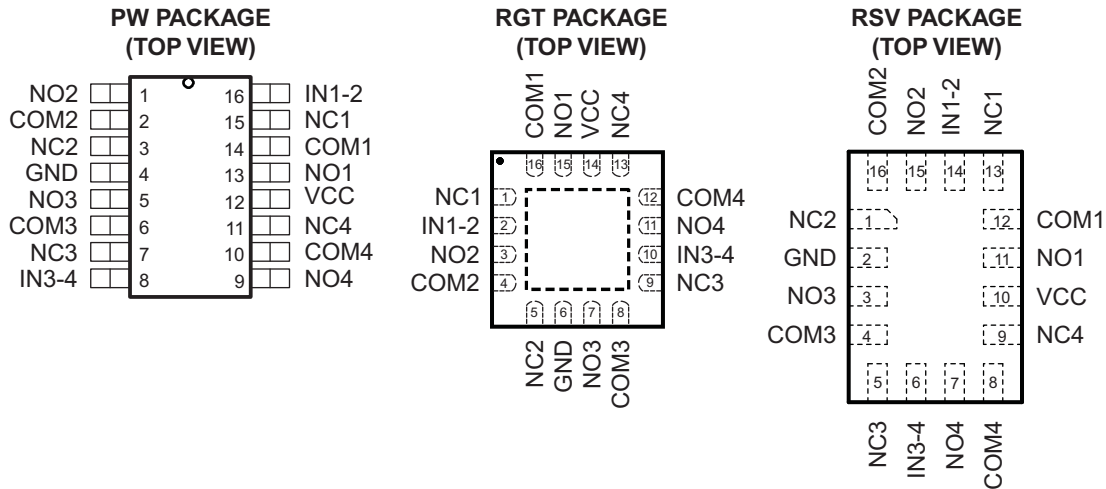 PW PACKAGE
(TOP VIEW)
NO2 1 16 IN1-2
COM2 2 15 NC1
NC2 3 14 COM1
GND 4 13 NO1
NO3 5 12 VCC
COM3 6 11 NC4
NC3 7 10 COM4
IN3-4 8 9 NO4
RGT PACKAGE
(TOP VIEW)
COM1 NO1 VCC NC4
16 15 14 13
NC1 1 12 COM4
IN1-2 2 11 NO4
NO2 3 10 IN3-4
COM2 4 9 NC3
5 6 7 8
NC2 GND NO3 COM3
RSV PACKAGE
(TOP VIEW)
COM2 NO2 IN1-2 NC1
16 15 14 13
NC2 1 12 COM1
GND 2 11 NO1
NO3 3 10 VCC
COM3 4 9 NC4
5 6 7 8
NC3 IN3-4 NO4 COM4